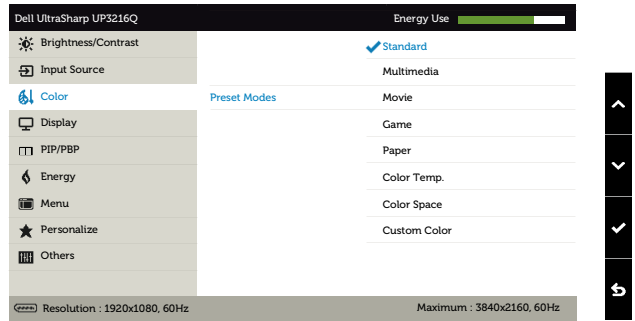 Dell UltraSharp UP3216Q Energy Use
Brightness/Contrast Standard
Input Source Multimedia
Color Preset Modes Movie
Display Game
PIP/PBP Paper
Energy Color Temp.
Menu Color Space
Personalize Custom Color
Others
Resolution : 1920x1080, 60Hz Maximum : 3840x2160, 60Hz